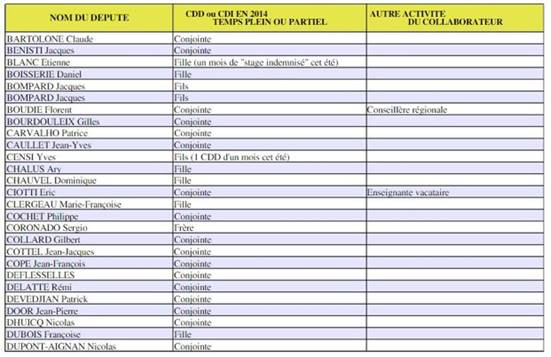 NOM DU DEPUTE CDD ou CDI EN 2014 AUTRE ACTIVITE
TEMPS PLEIN OU PARTIEL DU COLLABORATEUR
BARTOLONE Claude Conjointe
BENISTI Jacques Conjointe
BLANC Etienne Fille (un mois de "stage indemnisé" cet été)
BOISSERIE Daniel Fille
BOMPARD Jacques Fils
BOMPARD Jacques Fils
BOUDIE Florent Conjointe Conseillère régionale
BOURDOULEIX Gilles Conjointe
CARVALHO Patrice Conjointe
CAULLET Jean-Yves Conjointe
CENSI Yves Fils (1 CDD d'un mois cet été)
CHALUS Ary Fille
CHAUVEL Dominique Fille
CIOTTI Eric Conjointe Enseignante vacataire
CLERGEAU Marie-Françoise Fille
COCHET Philippe Conjointe
CORONADO Sergio Frère
COLLARD Gilbert Conjointe
COTTEL Jean-Jacques Conjointe
COPE Jean-François Conjointe
DEFLESSELLES Conjointe
DELATTE Rémi Conjointe
DEVEDJIAN Patrick Conjointe
DOOR Jean-Pierre Conjointe
DHUICQ Nicolas Conjointe
DUBOIS Françoise Fille
DUPONT-AIGNAN Nicolas Conjointe